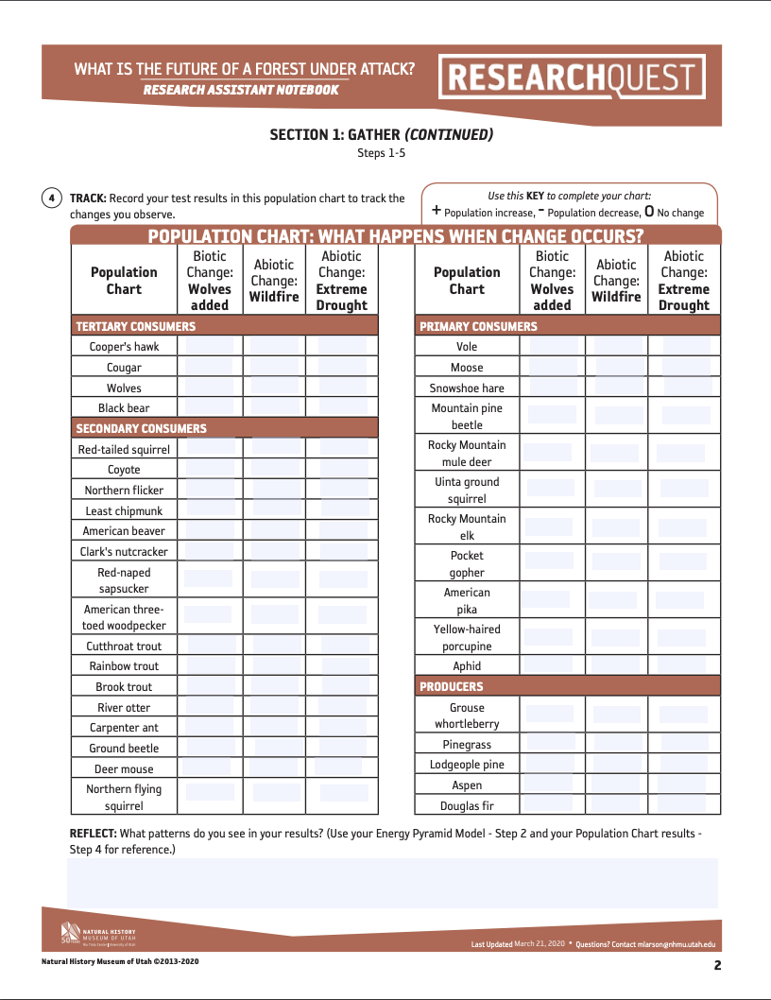 WHAT IS THE FUTURE OF A FOREST UNDER ATTACK?
RESEARCH ASSISTANT NOTEBOOK
RESEARCHQUEST
SECTION 1: GATHER (CONTINUED)
Steps 1-5
4 TRACK: Record your test results in this population chart to track the
changes you observe.
Use this KEY to complete your chart:
+ Population increase, - Population decrease, 0 No change
POPULATION CHART: WHAT HAPPENS WHEN CHANGE OCCURS?
Population
Chart
Biotic
Change:
Wolves
added
Abiotic
Change:
Wildfire
Abiotic
Change:
Extreme
Drought
TERTIARY CONSUMERS
Cooper's hawk
Cougar
Wolves
Black bear
SECONDARY CONSUMERS
Red-tailed squirrel
Coyote
Northern flicker
Least chipmunk
American beaver
Clark's nutcracker
Red-naped
sapsucker
American three-
toed woodpecker
Cutthroat trout
Rainbow trout
Brook trout
River otter
Carpenter ant
Ground beetle
Deer mouse
Northern flying
squirrel
Population
Chart
Biotic
Change:
Wolves
added
Abiotic
Change:
Wildfire
Abiotic
Change:
Extreme
Drought
PRIMARY CONSUMERS
Vole
Moose
Snowshoe hare
Mountain pine
beetle
Rocky Mountain
mule deer
Uinta ground
squirrel
Rocky Mountain
elk
Pocket
gopher
American
pika
Yellow-haired
porcupine
Aphid
PRODUCERS
Grouse
whortleberry
Pinegrass
Lodgeople pine
Aspen
Douglas fir
REFLECT: What patterns do you see in your results? (Use your Energy Pyramid Model - Step 2 and your Population Chart results -
Step 4 for reference.)
50
NATURAL HISTORY
MUSEUM OF UTAH
Last Updated March 21, 2020 * Questions? Contact mlarson@nhmu.utah.edu
Natural History Museum of Utah ©2013-2020
2